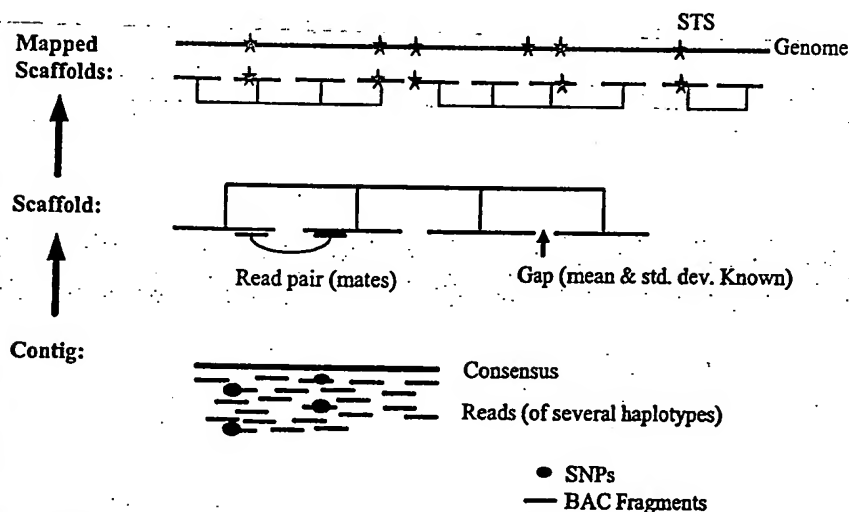 STS
Mapped
Scaffolds:
Genome
Scaffold:
Read pair (mates)
Gap (mean & std. dev. Known)
Contig:
Consensus
Reads (of several haplotypes)
SNPs
BAC Fragments